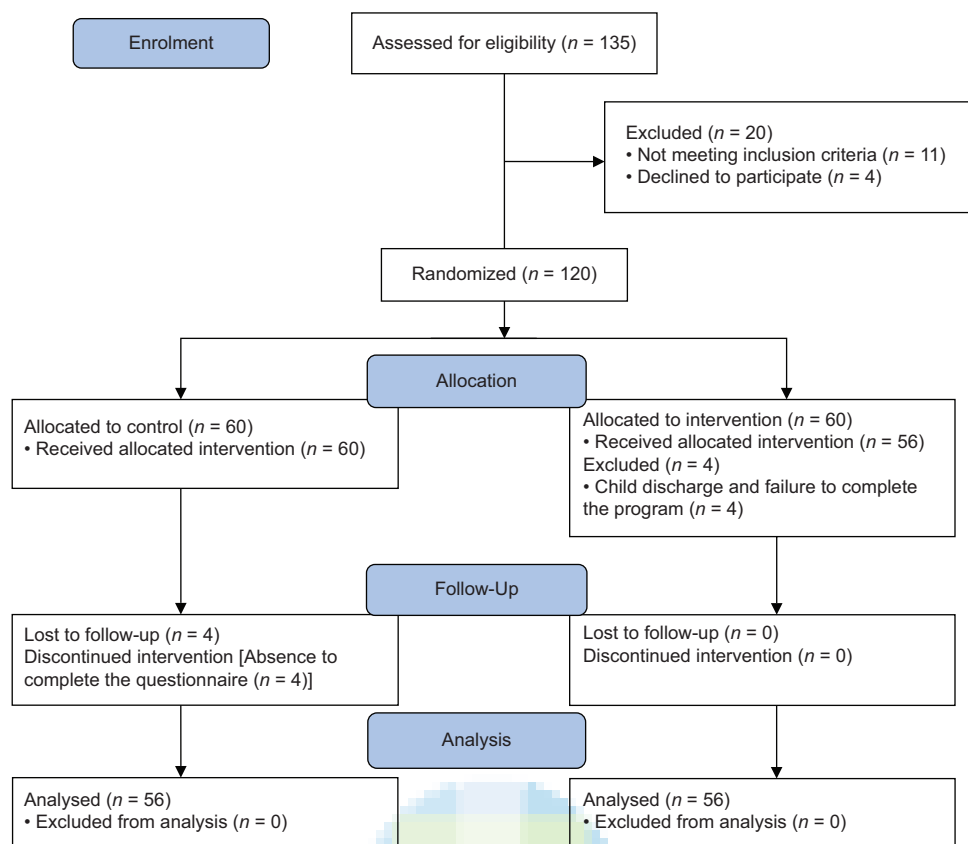 Enrolment
Assessed for eligibility (n = 135)
Excluded (n = 20)
• Not meeting inclusion criteria (n = 11)
• Declined to participate (n = 4)
Randomized (n = 120)
Allocation
Allocated to control (n = 60)
• Received allocated intervention (n = 60)
Allocated to intervention (n = 60)
• Received allocated intervention (n = 56)
Excluded (n = 4)
• Child discharge and failure to complete
the program (n = 4)
Follow-Up
Lost to follow-up (n = 4)
Discontinued intervention [Absence to
complete the questionnaire (n = 4)]
Lost to follow-up (n = 0)
Discontinued intervention (n = 0)
Analysis
Analysed (n = 56)
• Excluded from analysis (n = 0)
Analysed (n = 56)
• Excluded from analysis (n = 0)